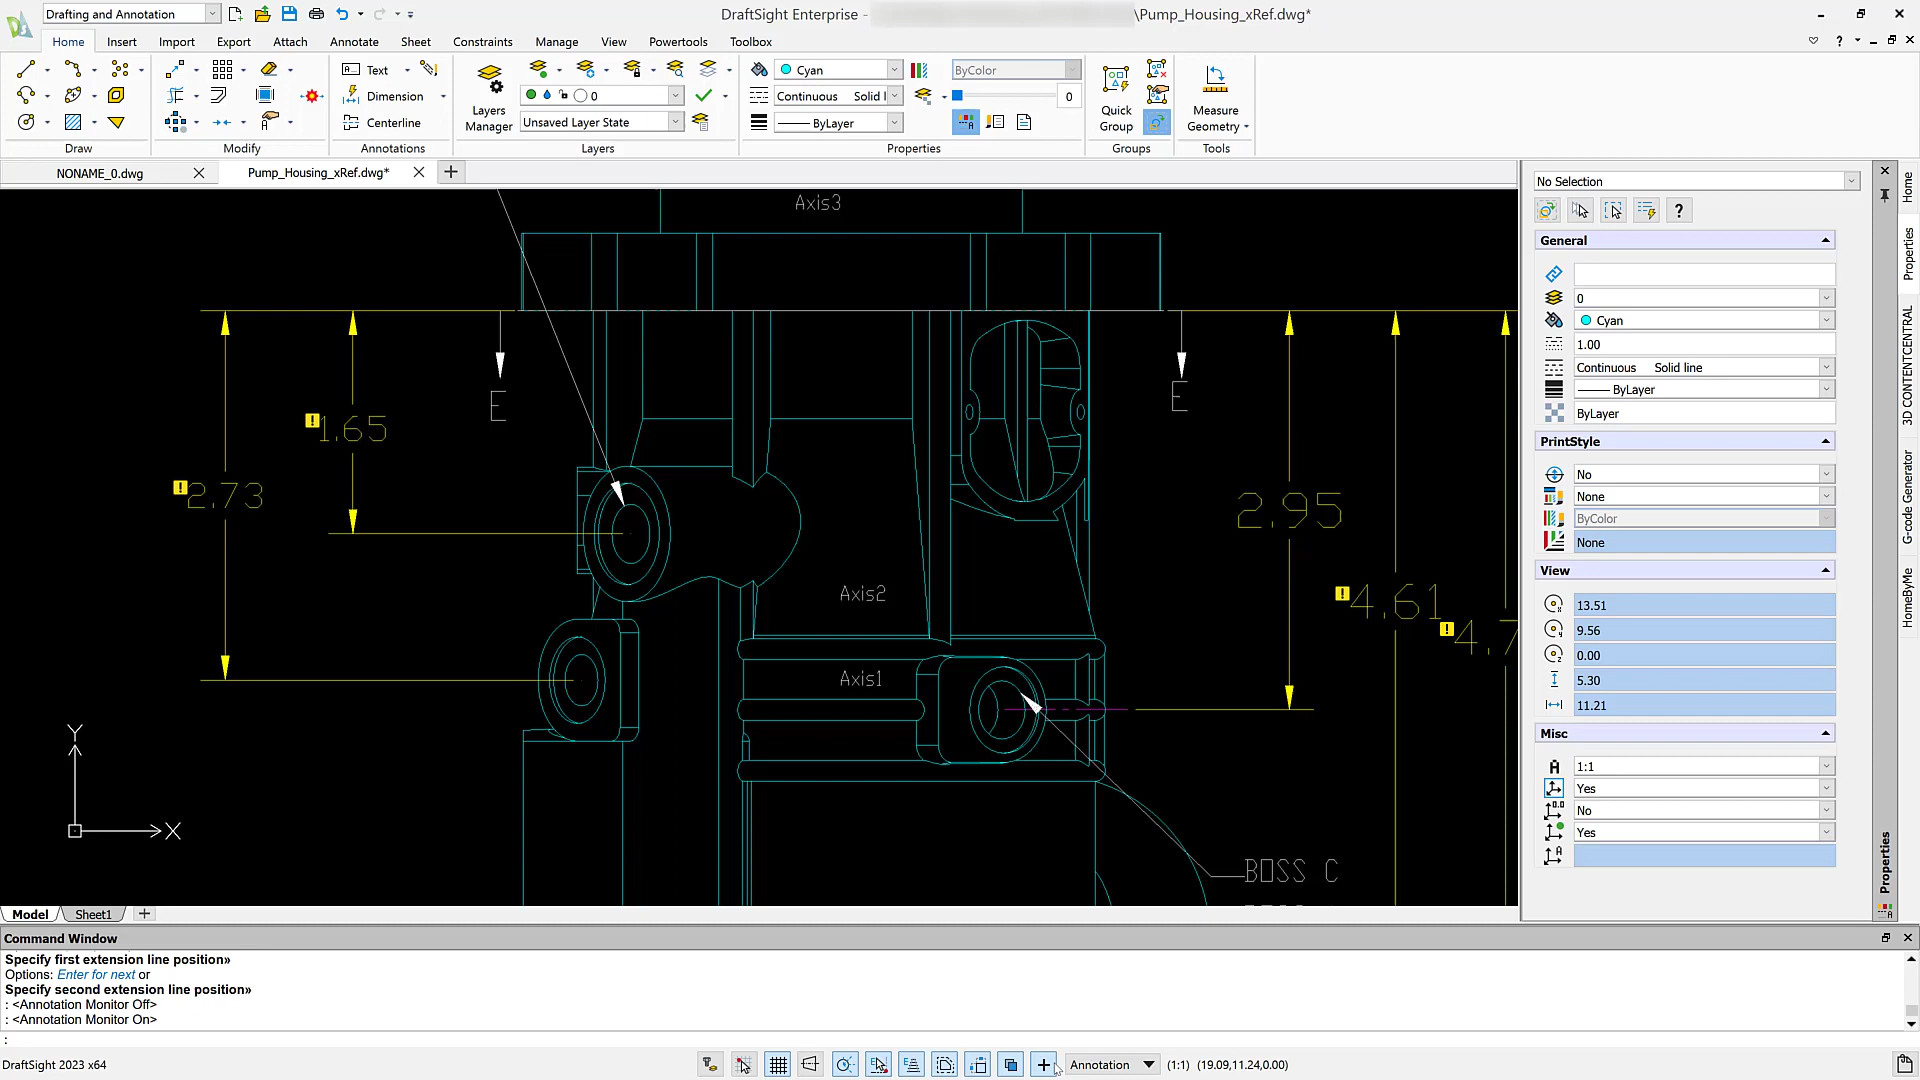 Drafting and Annotation
DraftSight Enterprise -
\Pump_Housing_xRef.dwg*
Home
Insert
Import
Export
Attach
Annotate
Sheet
Constraints
Manage
View
Powertools
Toolbox
?
Text
Dimension
Centerline
Layers
Manager
0
Unsaved Layer State
Cyan
Continuous Solid l
ByLayer
ByColor
0
Quick
Group
Measure
Geometry
Draw
Modify
Annotations
Layers
Properties
Groups
Tools
NONAME_0.dwg
Pump_Housing_xRef.dwg*
Axis3
E
E
1.65
2.73
2.95
4.61
4.7
Axis2
Axis1
BOSS C
Y
X
No Selection
?
General
0
Cyan
1.00
Continuous Solid line
ByLayer
ByLayer
PrintStyle
No
None
ByColor
None
View
13.51
9.56
0.00
5.30
11.21
Misc
1:1
Yes
No
Yes
Properties
Home
Properties
3D CONTENTCENTRAL
G-code Generator
HomeByMe
Model
Sheet1
Command Window
Specify first extension line position»
Options: Enter for next or
Specify second extension line position»
: <Annotation Monitor Off>
: <Annotation Monitor On>
:
DraftSight 2023 x64
Annotation
(1:1)
(19.09,11.24,0.00)